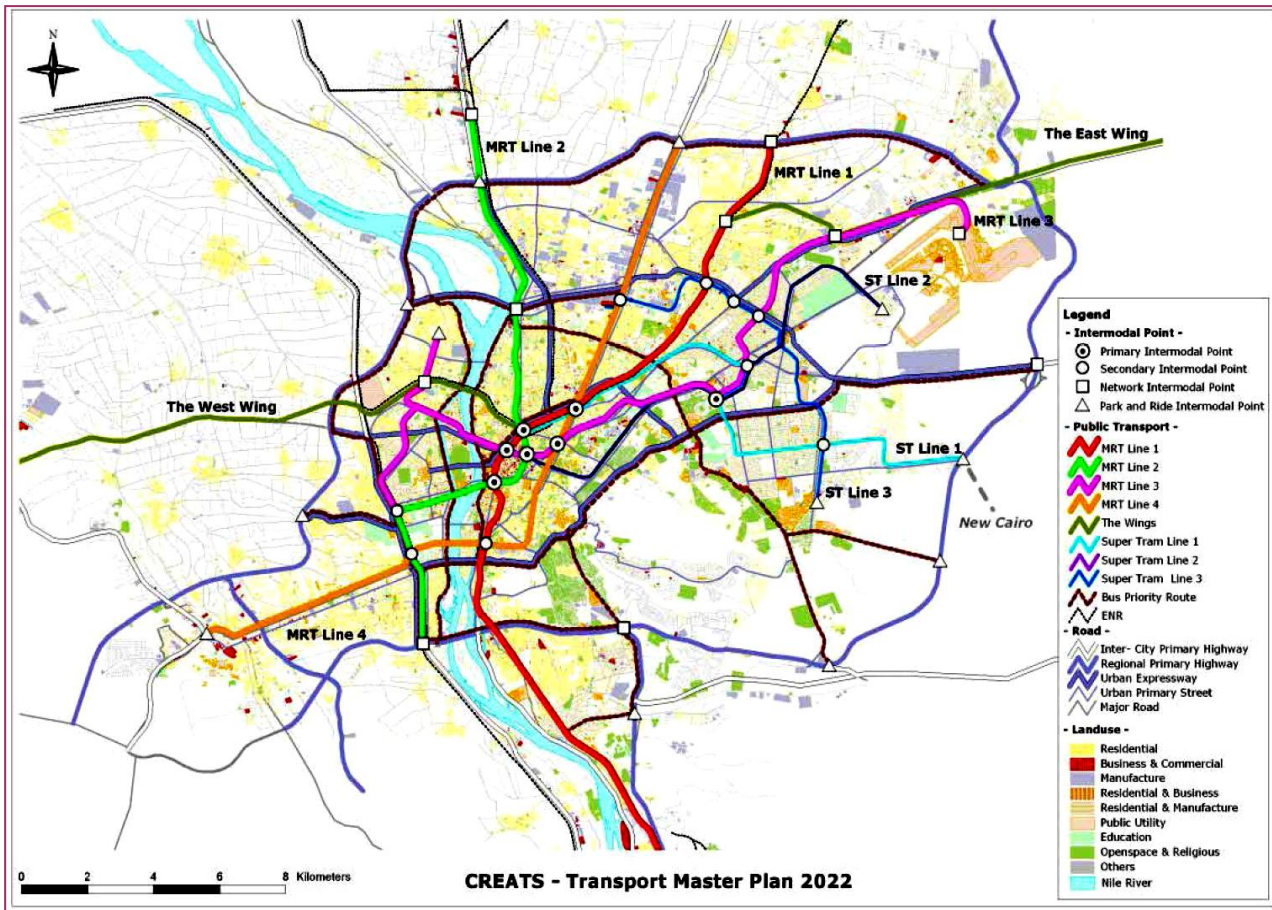 N
The East Wing
MRT Line 2
MRT Line 1
MRT Line 3
ST Line 2
The West Wing
ST Line 1
ST Line 3
New Cairo
MRT Line 4
Legend
- Intermodal Point -
Primary Intermodal Point
Secondary Intermodal Point
Network Intermodal Point
Park and Ride Intermodal Point
- Public Transport -
MRT Line 1
MRT Line 2
MRT Line 3
MRT Line 4
The Wings
Super Tram Line 1
Super Tram Line 2
Super Tram Line 3
Bus Priority Route
ENR
- Road -
Inter- City Primary Highway
Regional Primary Highway
Urban Expressway
Urban Primary Street
Major Road
- Landuse -
Residential
Business & Commercial
Manufacture
Residential & Business
Residential & Manufacture
Public Utility
Education
Openspace & Religious
Others
Nile River
0 2 4 6 8 Kilometers
CREATS - Transport Master Plan 2022